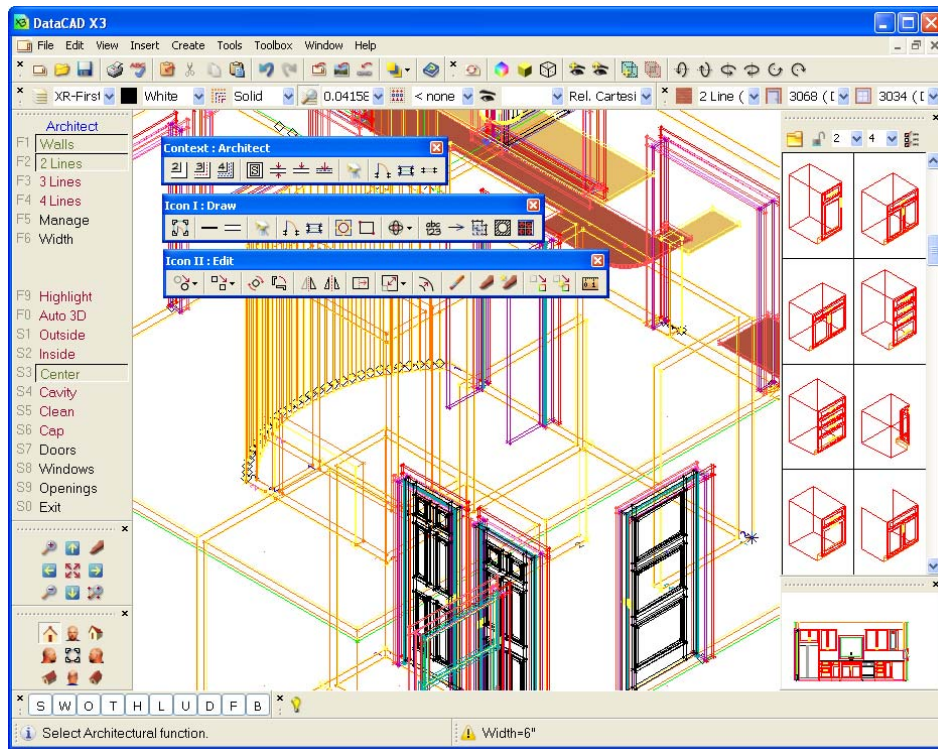 DataCAD X3
File Edit View Insert Create Tools Toolbox Window Help
XR-First White Solid 0.04158 < none Rel. Cartesi 2 Line ( 3068 ( 3034 (
Architect
F1 Walls
F2 2 Lines
F3 3 Lines
F4 4 Lines
F5 Manage
F6 Width
F9 Highlight
F0 Auto 3D
S1 Outside
S2 Inside
S3 Center
S4 Cavity
S5 Clean
S6 Cap
S7 Doors
S8 Windows
S9 Openings
S0 Exit
Context : Architect
2 3 4 S
Icon I : Draw
Icon II : Edit
2 4
S W O T H L U D F B
Select Architectural function.
Width=6"